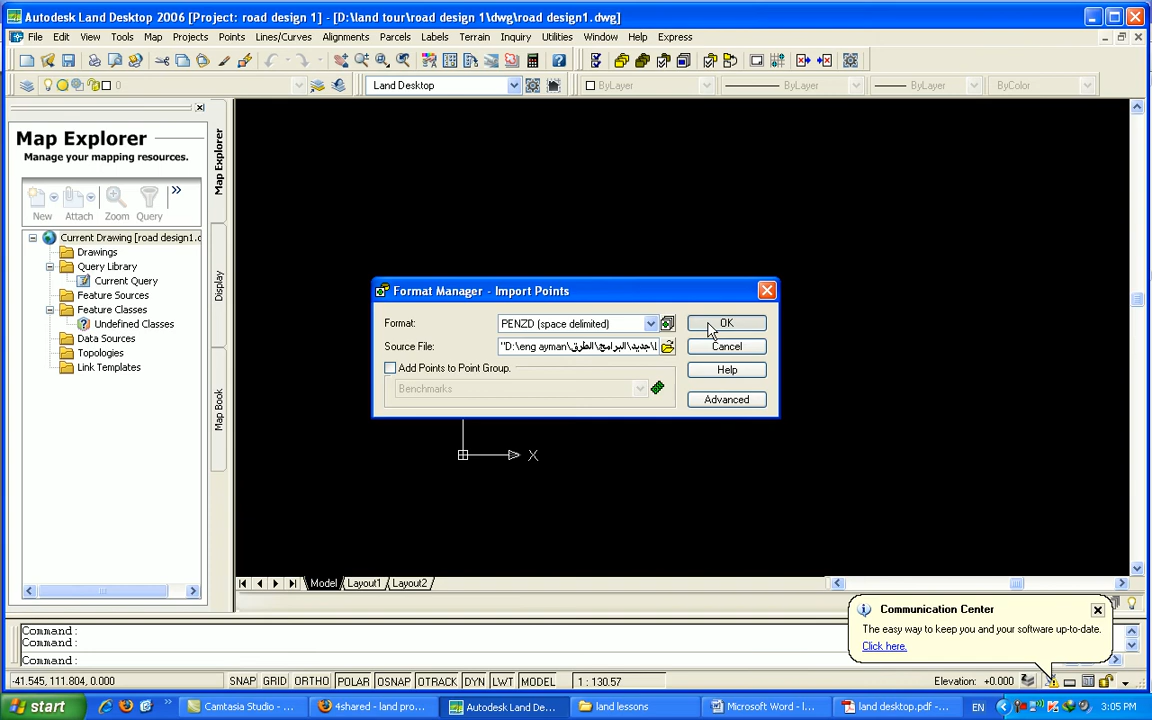 Autodesk Land Desktop 2006 [Project: road design 1] - [D:\land tour\road design 1\dwg\road design1.dwg]
File Edit View Tools Map Projects Points Lines/Curves Alignments Parcels Labels Terrain Inquiry Utilities Window Help Express
0 Land Desktop ByLayer ByLayer ByLayer ByColor
Map Explorer
Manage your mapping resources.
New Attach Zoom Query
Current Drawing [road design1.d
Drawings
Query Library
Current Query
Feature Sources
Feature Classes
Undefined Classes
Data Sources
Topologies
Link Templates
Map Explorer
Display
Map Book
Format Manager - Import Points
Format: PENZD (space delimited) OK
Source File: "D:\eng ayman\الطرق\البرامج\جديد\L Cancel
Add Points to Point Group. Help
Benchmarks
Advanced
X
Model Layout1 Layout2
Communication Center
The easy way to keep you and your software up-to-date.
Click here.
Command:
Command:
Command:
-41.545, 111.804, 0.000 SNAP GRID ORTHO POLAR OSNAP OTRACK DYN LWT MODEL 1 : 130.57 Elevation: +0.000
start Camtasia Studio - ... 4shared - land pro... Autodesk Land De... land lessons Microsoft Word - l... land desktop.pdf - ... EN 3:05 PM